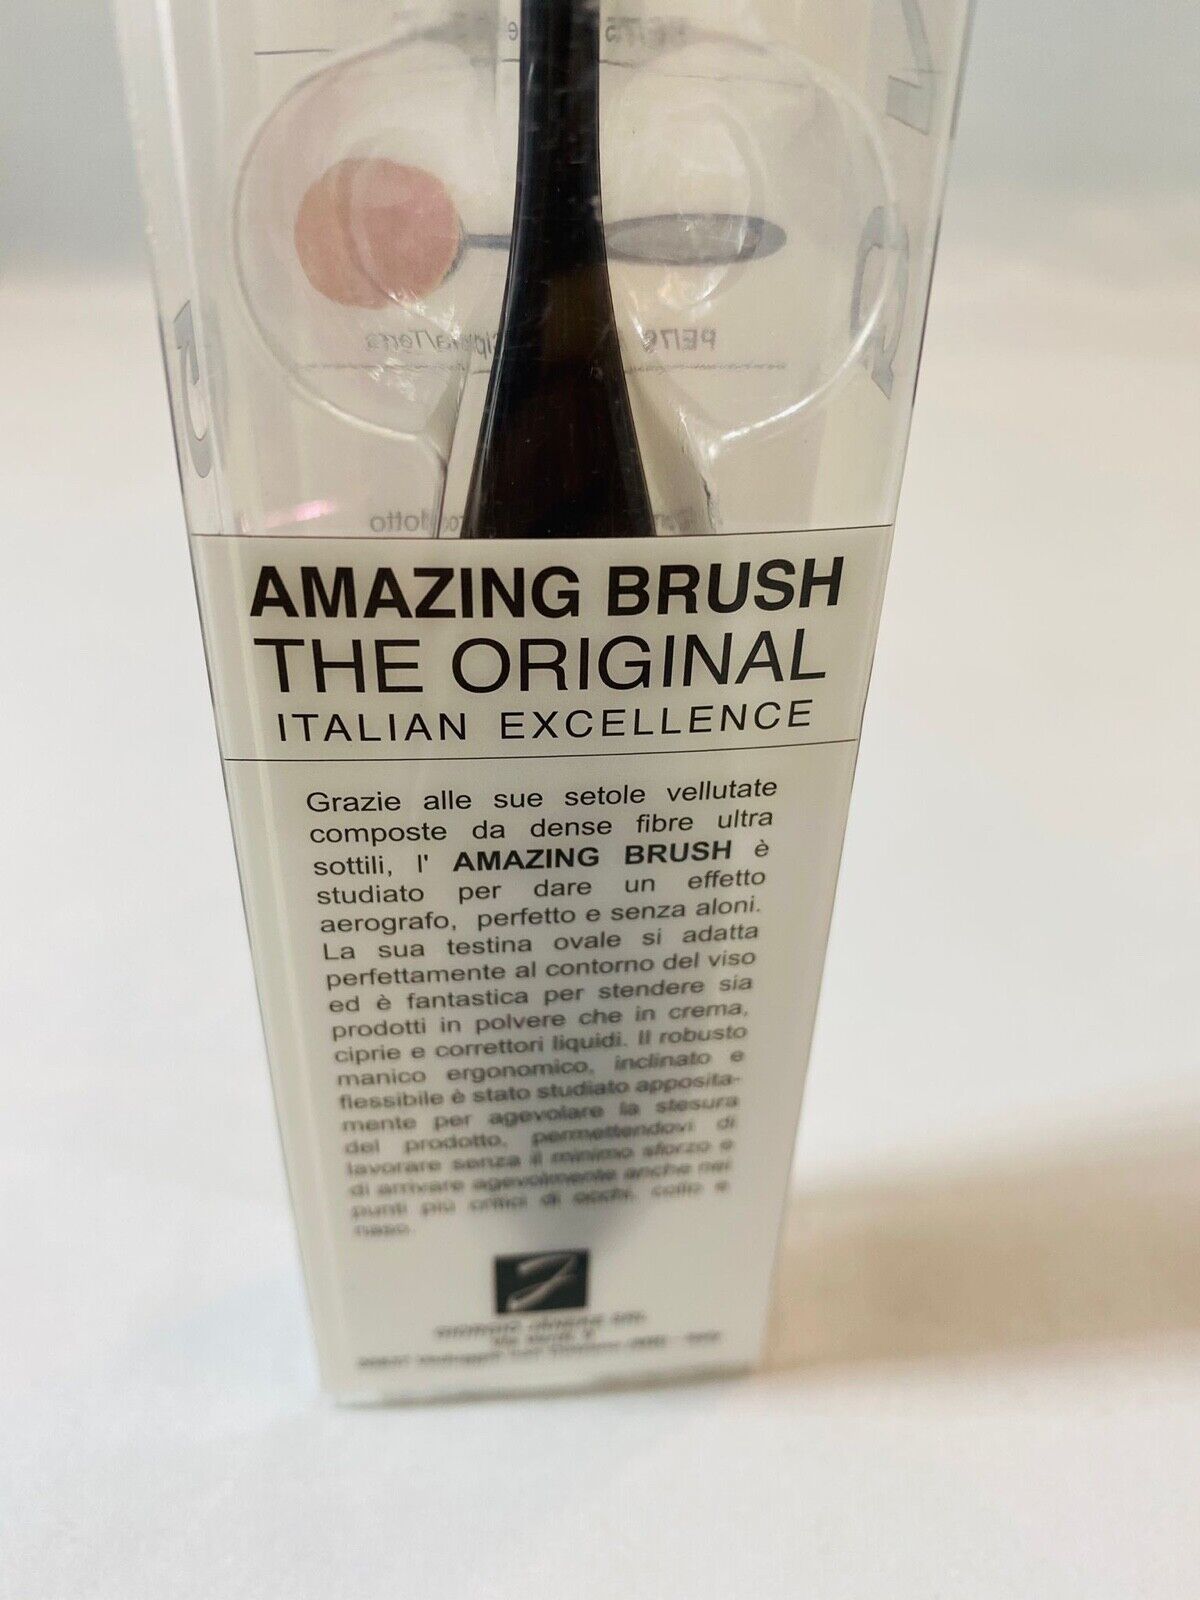 AMAZING BRUSH
THE ORIGINAL
ITALIAN EXCELLENCE
Grazie alle sue setole vellutate
composte da dense fibre ultra
sottili, l' AMAZING BRUSH è
studiato per dare un effetto
aerografo, perfetto e senza aloni.
La sua testina ovale si adatta
perfettamente al contorno del viso
ed è fantastica per stendere sia
prodotti in polvere che in crema,
ciprie e correttori liquidi. Il robusto
manico ergonomico, inclinato e
flessibile è stato studiato apposita-
mente per agevolare la stesura
del prodotto, permettendovi di
lavorare senza il minimo sforzo e
di arrivare agevolmente anche nei
punti più critici di occhi, collo e
naso.